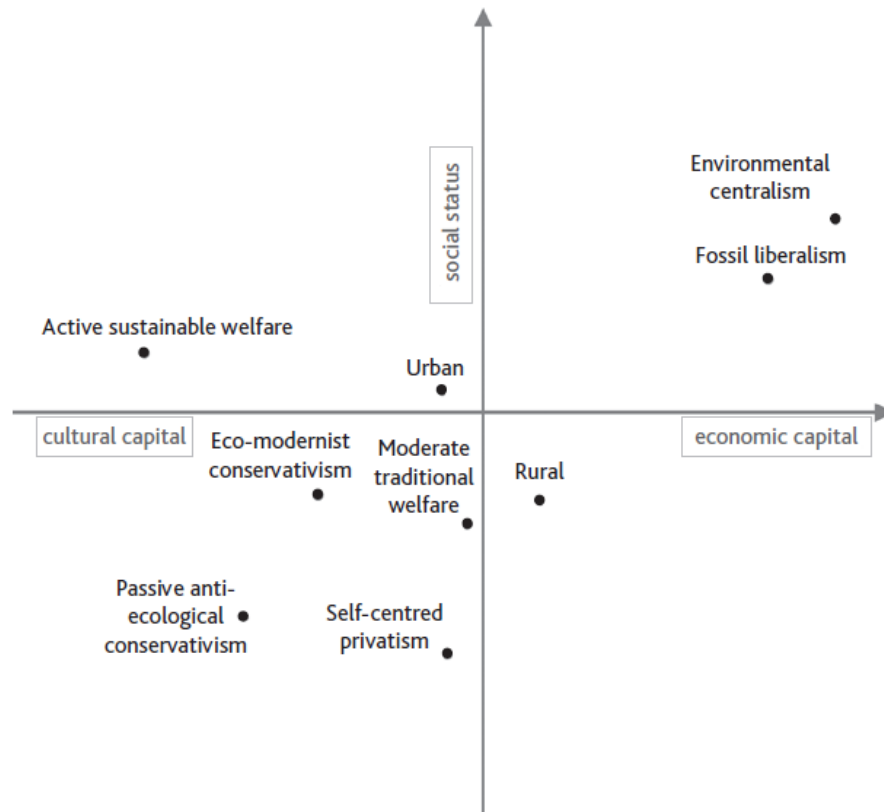 social status
Environmental
centralism
Fossil liberalism
Active sustainable welfare
Urban
cultural capital
economic capital
Eco-modernist
conservativism
Moderate
traditional
welfare
Rural
Passive anti-
ecological
conservativism
Self-centred
privatism